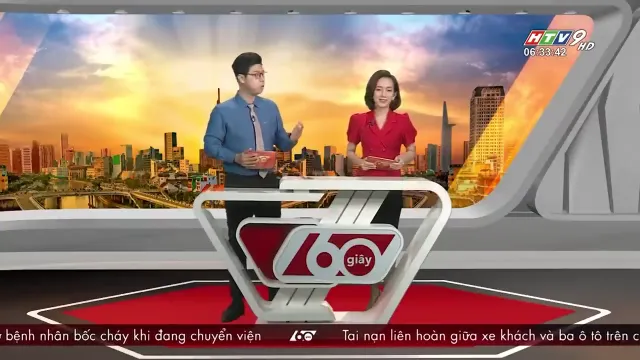 HTV9 HD
06:33:42
60 giây
bệnh nhân bốc cháy khi đang chuyển viện 60 Tai nạn liên hoàn giữa xe khách và ba ô tô trên